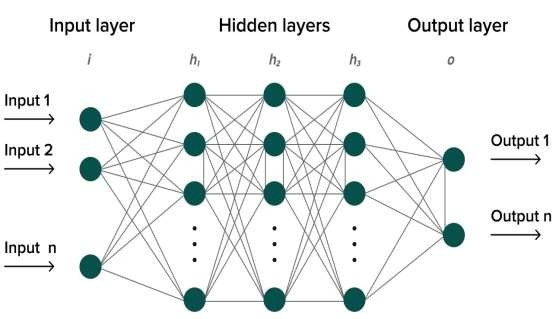 Input layer Hidden layers Output layer
i h₁ h₂ h₃ o
Input 1
Output 1
Input 2
Output n
Input n